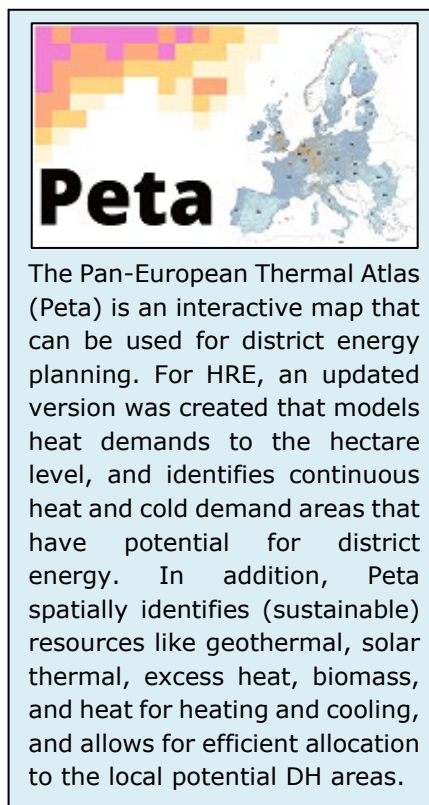 Peta
The Pan-European Thermal Atlas
(Peta) is an interactive map that
can be used for district energy
planning. For HRE, an updated
version was created that models
heat demands to the hectare
level, and identifies continuous
heat and cold demand areas that
have potential for district
energy. In addition, Peta
spatially identifies (sustainable)
resources like geothermal, solar
thermal, excess heat, biomass,
and heat for heating and cooling,
and allows for efficient allocation
to the local potential DH areas.